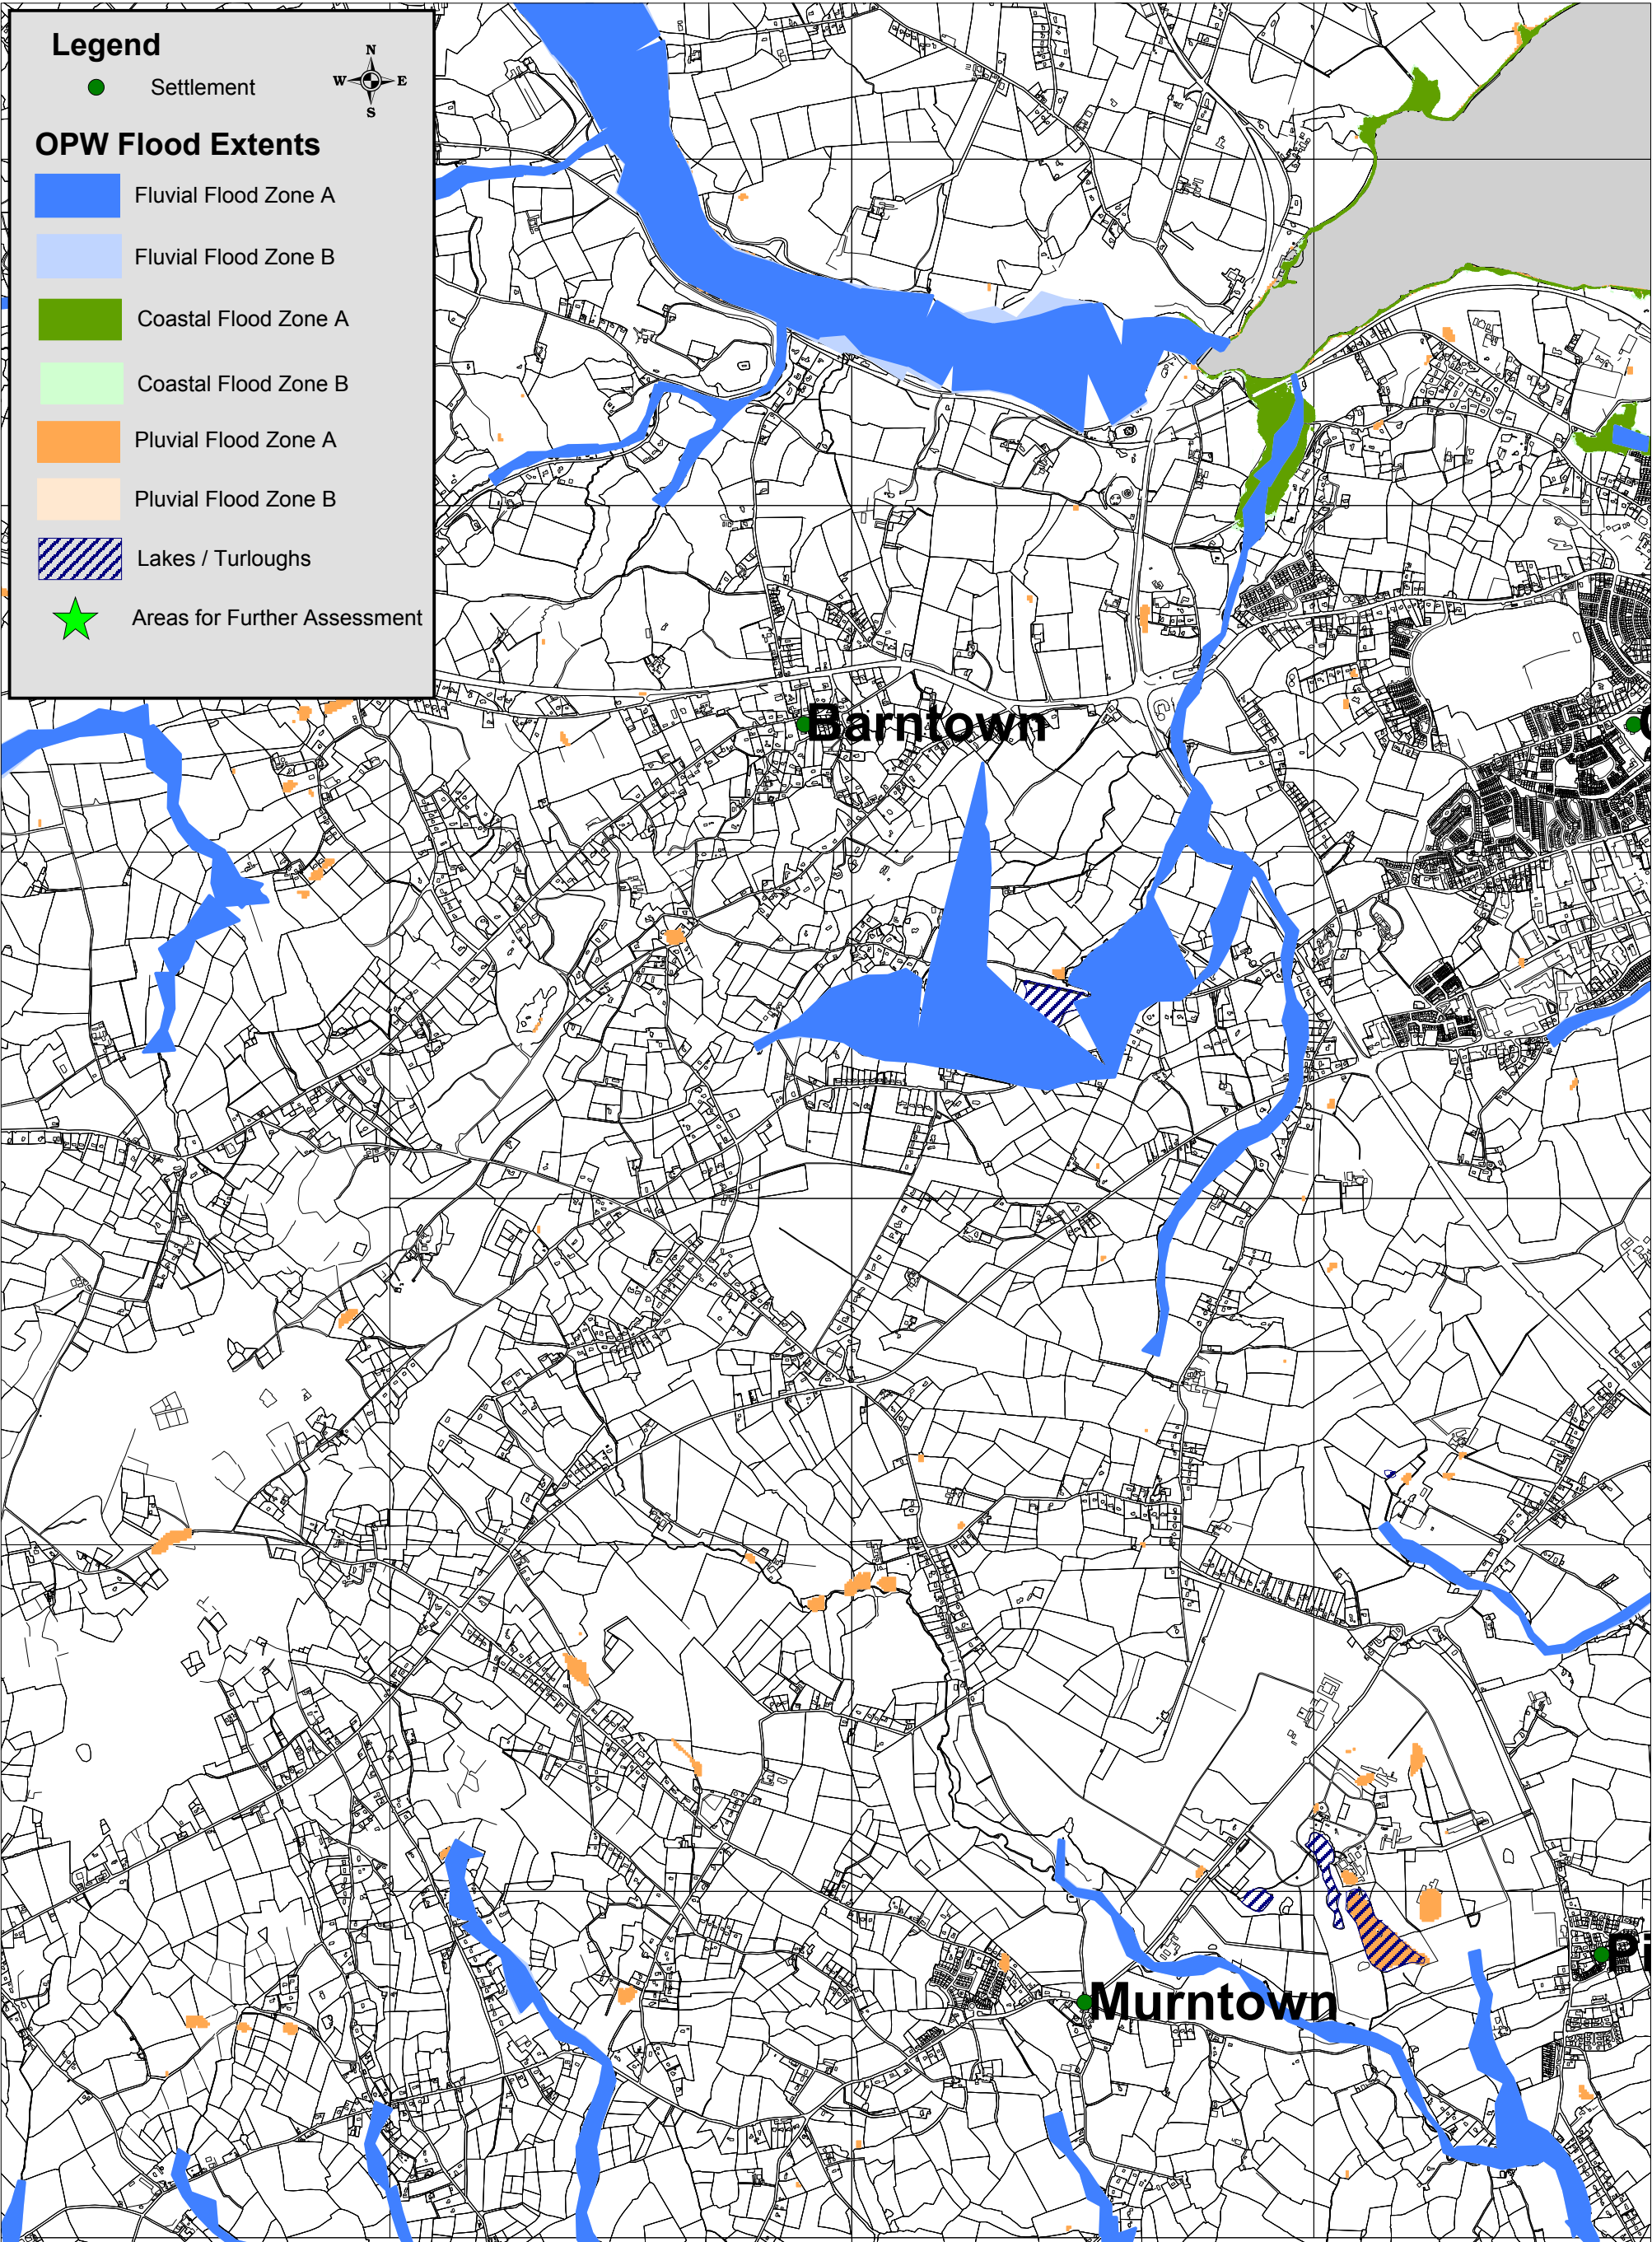 Legend
N
W E
S
Settlement
OPW Flood Extents
Fluvial Flood Zone A
Fluvial Flood Zone B
Coastal Flood Zone A
Coastal Flood Zone B
Pluvial Flood Zone A
Pluvial Flood Zone B
Lakes / Turloughs
Areas for Further Assessment
Barntown
Pi
Murntown